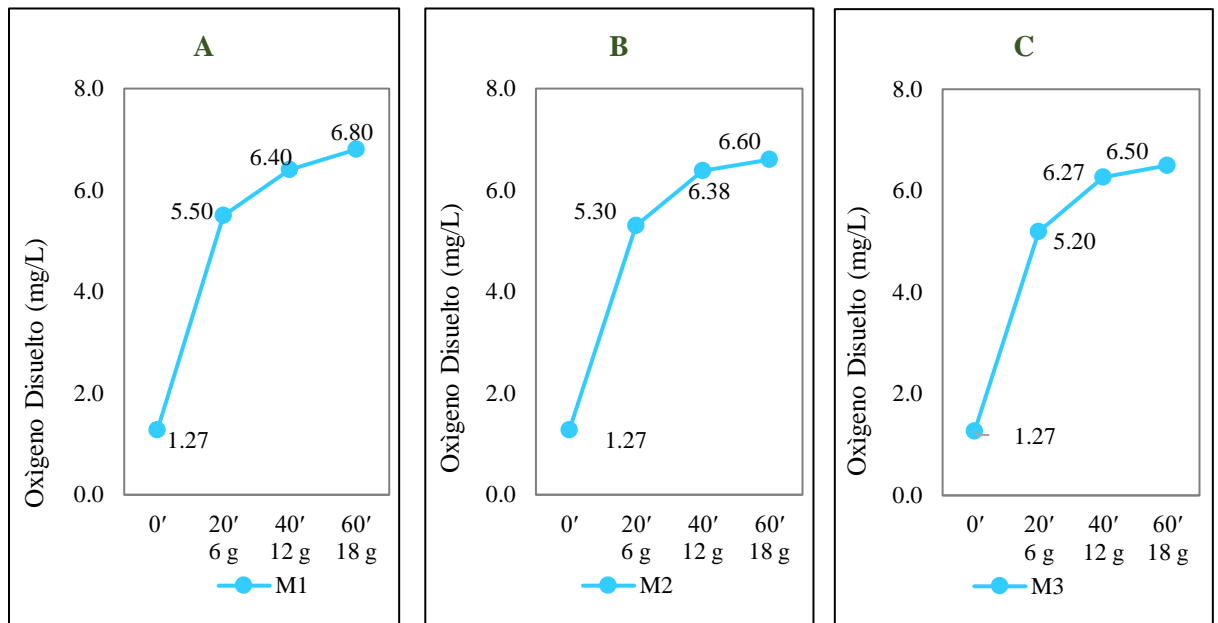 A
Oxìgeno Disuelto (mg/L)
8.0
6.0
4.0
2.0
0.0
1.27
5.50
6.40
6.80
0′ 20′ 40′ 60′
6 g 12 g 18 g
M1
B
Oxìgeno Disuelto (mg/L)
8.0
6.0
4.0
2.0
0.0
1.27
5.30
6.38
6.60
0′ 20′ 40′ 60′
6 g 12 g 18 g
M2
C
Oxìgeno Disuelto (mg/L)
8.0
6.0
4.0
2.0
0.0
1.27
5.20
6.27
6.50
0′ 20′ 40′ 60′
6 g 12 g 18 g
M3